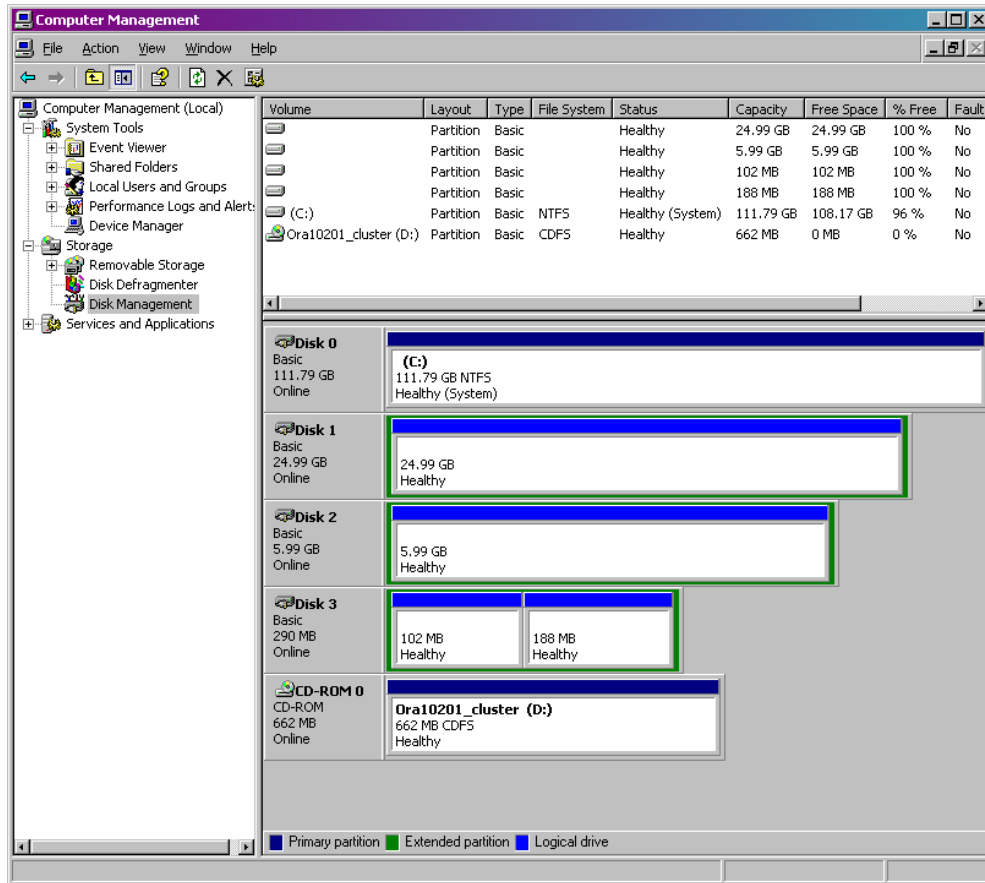 Computer Management
File Action View Window Help
Computer Management (Local)
System Tools
Event Viewer
Shared Folders
Local Users and Groups
Performance Logs and Alert:
Device Manager
Storage
Removable Storage
Disk Defragmenter
Disk Management
Services and Applications
Volume Layout Type File System Status Capacity Free Space % Free Fault
Partition Basic Healthy 24.99 GB 24.99 GB 100 % No
Partition Basic Healthy 5.99 GB 5.99 GB 100 % No
Partition Basic Healthy 102 MB 102 MB 100 % No
Partition Basic Healthy 188 MB 188 MB 100 % No
(C:) Partition Basic NTFS Healthy (System) 111.79 GB 108.17 GB 96 % No
Ora10201_cluster (D:) Partition Basic CDFS Healthy 662 MB 0 MB 0 % No
Disk 0
Basic
111.79 GB
Online
(C:)
111.79 GB NTFS
Healthy (System)
Disk 1
Basic
24.99 GB
Online
24.99 GB
Healthy
Disk 2
Basic
5.99 GB
Online
5.99 GB
Healthy
Disk 3
Basic
290 MB
Online
102 MB
Healthy
188 MB
Healthy
CD-ROM 0
CD-ROM
662 MB
Online
Ora10201_cluster (D:)
662 MB CDFS
Healthy
Primary partition Extended partition Logical drive